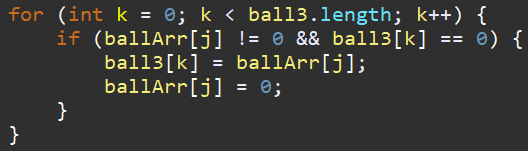 for (int k = 0; k < ball3.length; k++) {
    if (ballArr[j] != 0 && ball3[k] == 0) {
        ball3[k] = ballArr[j];
        ballArr[j] = 0;
    }
}